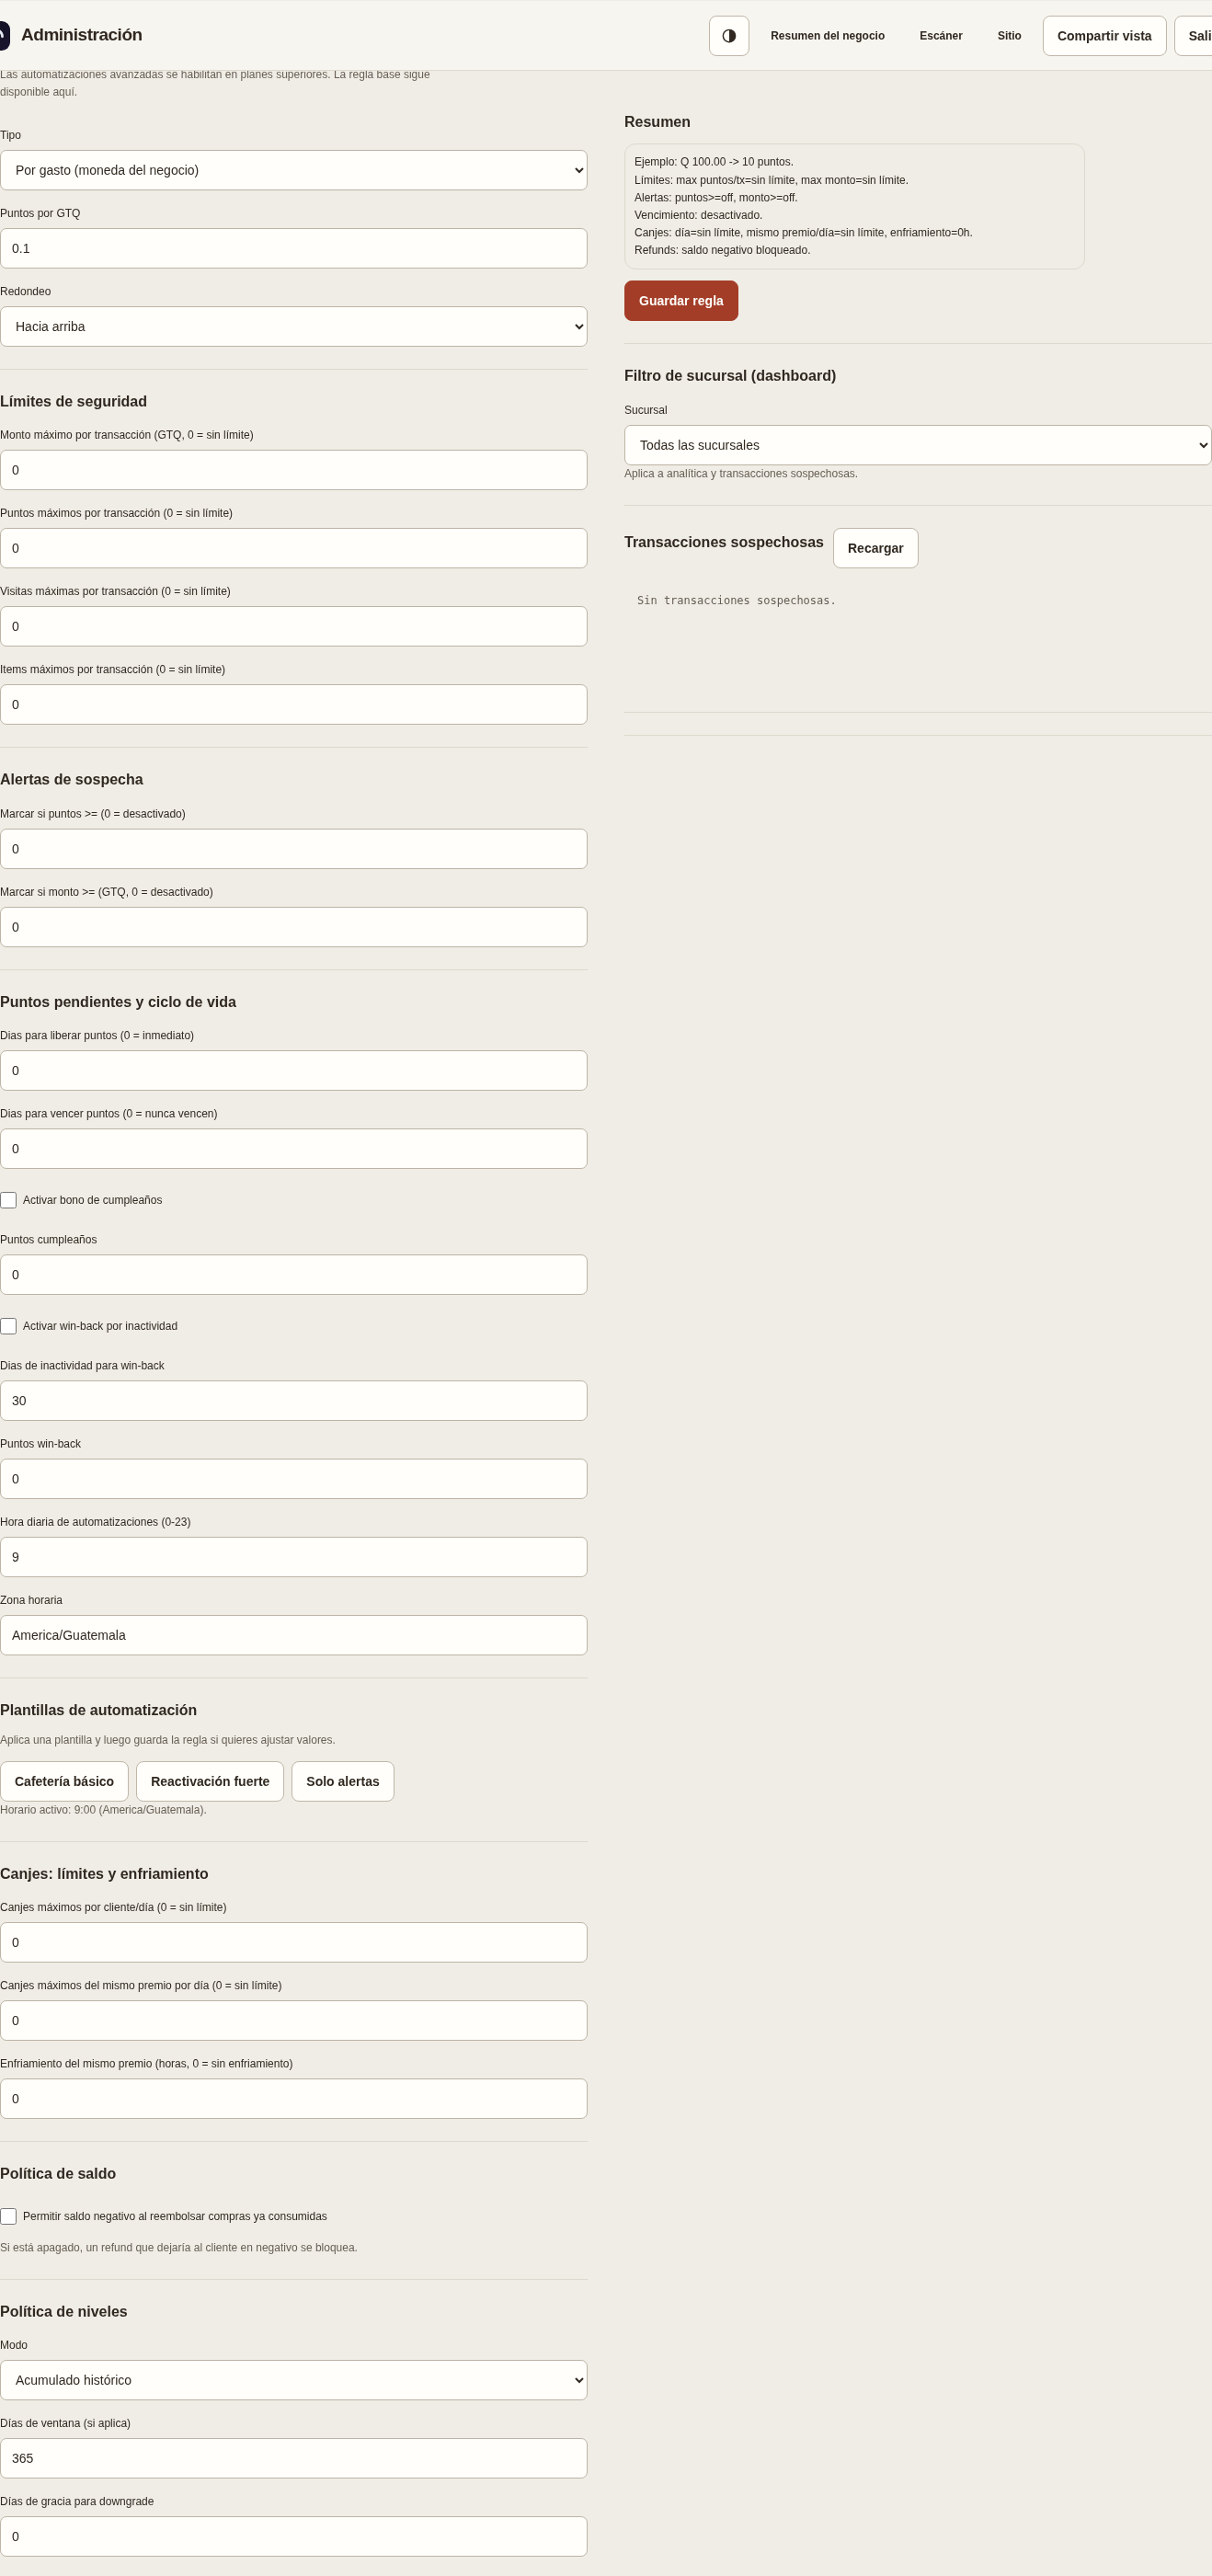 Administración
Resumen del negocio
Escáner
Sitio
Compartir vista
Sali
Las automatizaciones avanzadas se habilitan en planes superiores. La regla base sigue
disponible aquí.
Tipo
Por gasto (moneda del negocio)
Puntos por GTQ
0.1
Redondeo
Hacia arriba
Límites de seguridad
Monto máximo por transacción (GTQ, 0 = sin límite)
0
Puntos máximos por transacción (0 = sin límite)
0
Visitas máximas por transacción (0 = sin límite)
0
Items máximos por transacción (0 = sin límite)
0
Alertas de sospecha
Marcar si puntos >= (0 = desactivado)
0
Marcar si monto >= (GTQ, 0 = desactivado)
0
Puntos pendientes y ciclo de vida
Dias para liberar puntos (0 = inmediato)
0
Dias para vencer puntos (0 = nunca vencen)
0
Activar bono de cumpleaños
Puntos cumpleaños
0
Activar win-back por inactividad
Dias de inactividad para win-back
30
Puntos win-back
0
Hora diaria de automatizaciones (0-23)
9
Zona horaria
America/Guatemala
Plantillas de automatización
Aplica una plantilla y luego guarda la regla si quieres ajustar valores.
Cafetería básico
Reactivación fuerte
Solo alertas
Horario activo: 9:00 (America/Guatemala).
Canjes: límites y enfriamiento
Canjes máximos por cliente/día (0 = sin límite)
0
Canjes máximos del mismo premio por día (0 = sin límite)
0
Enfriamiento del mismo premio (horas, 0 = sin enfriamiento)
0
Política de saldo
Permitir saldo negativo al reembolsar compras ya consumidas
Si está apagado, un refund que dejaría al cliente en negativo se bloquea.
Política de niveles
Modo
Acumulado histórico
Días de ventana (si aplica)
365
Días de gracia para downgrade
0
Resumen
Ejemplo: Q 100.00 -> 10 puntos.
Límites: max puntos/tx=sin límite, max monto=sin límite.
Alertas: puntos>=off, monto>=off.
Vencimiento: desactivado.
Canjes: día=sin límite, mismo premio/día=sin límite, enfriamiento=0h.
Refunds: saldo negativo bloqueado.
Guardar regla
Filtro de sucursal (dashboard)
Sucursal
Todas las sucursales
Aplica a analítica y transacciones sospechosas.
Transacciones sospechosas
Recargar
Sin transacciones sospechosas.